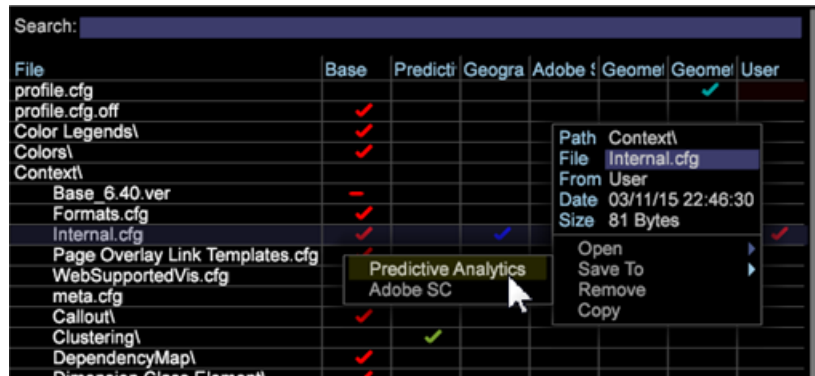 Search:
File Base Predicti Geogra Adobe S Geomet Geomet User
profile.cfg
profile.cfg.off
Color Legends\
Colors\
Context\
Base_6.40.ver
Formats.cfg
Internal.cfg
Page Overlay Link Templates.cfg
WebSupportedVis.cfg
meta.cfg
Callout\
Clustering\
DependencyMap\
Dimension Class Element\
Path Context\
File Internal.cfg
From User
Date 03/11/15 22:46:30
Size 81 Bytes
Open
Save To
Remove
Copy
Predictive Analytics
Adobe SC